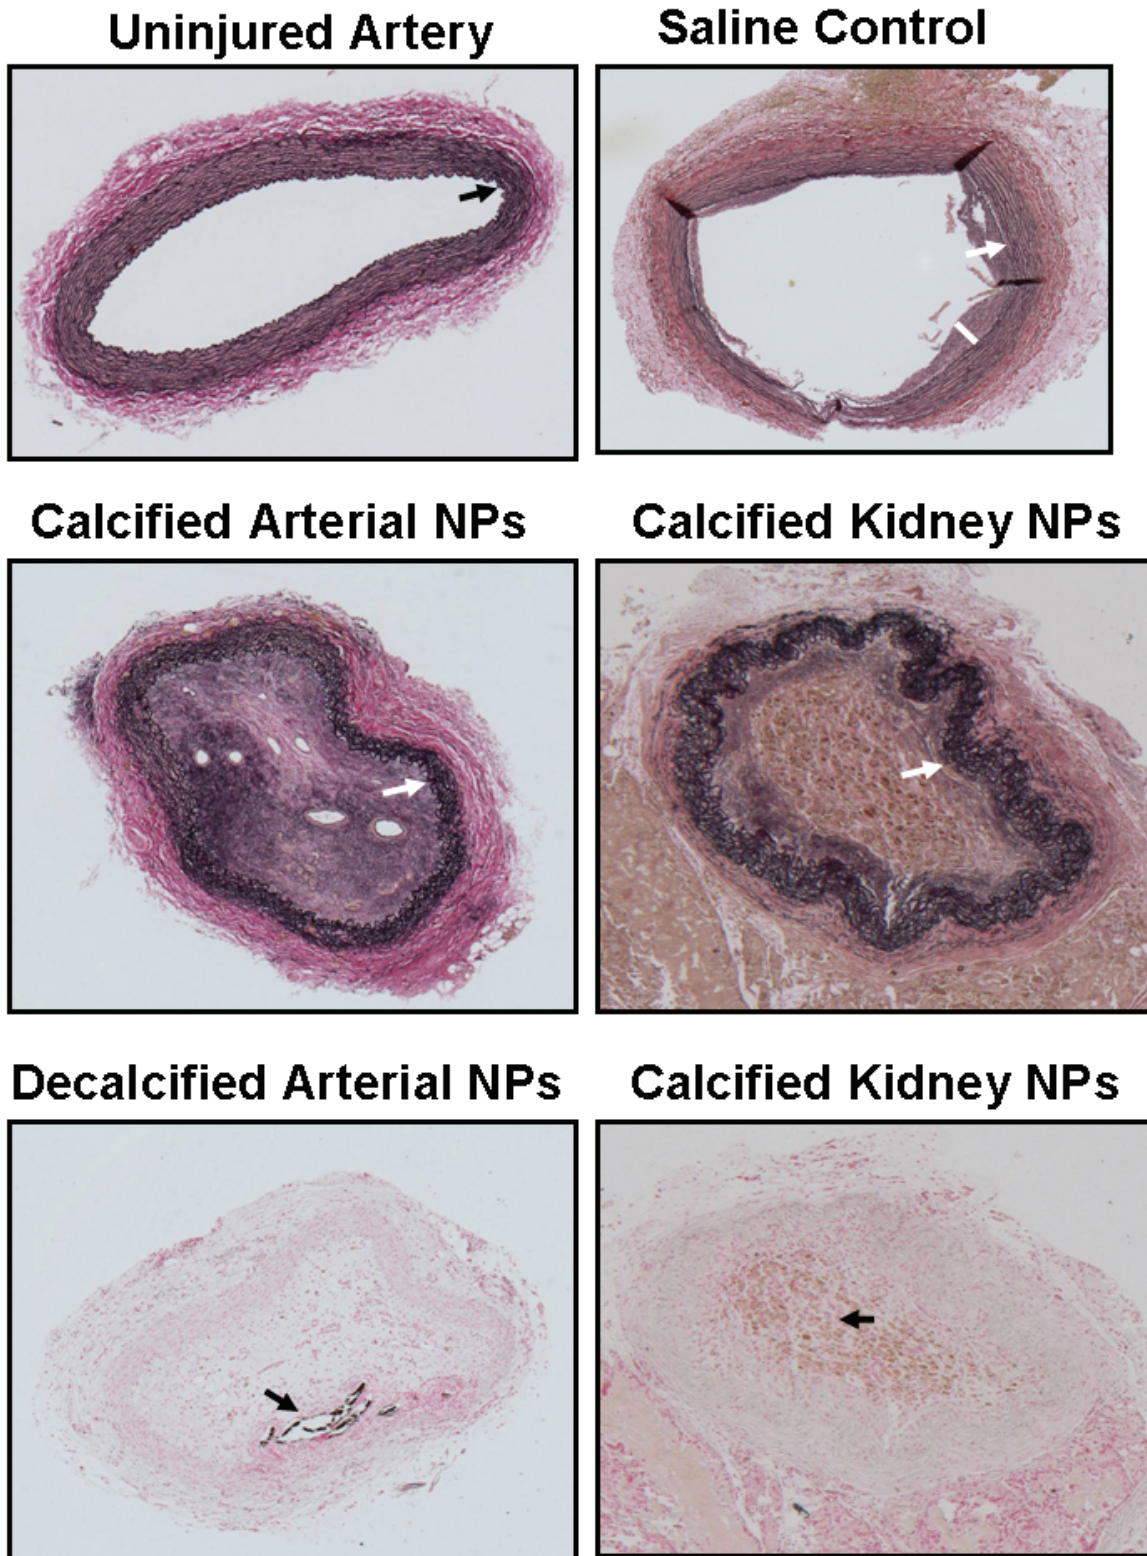 Uninjured Artery
Saline Control
Calcified Arterial NPs
Calcified Kidney NPs
Decalcified Arterial NPs
Calcified Kidney NPs